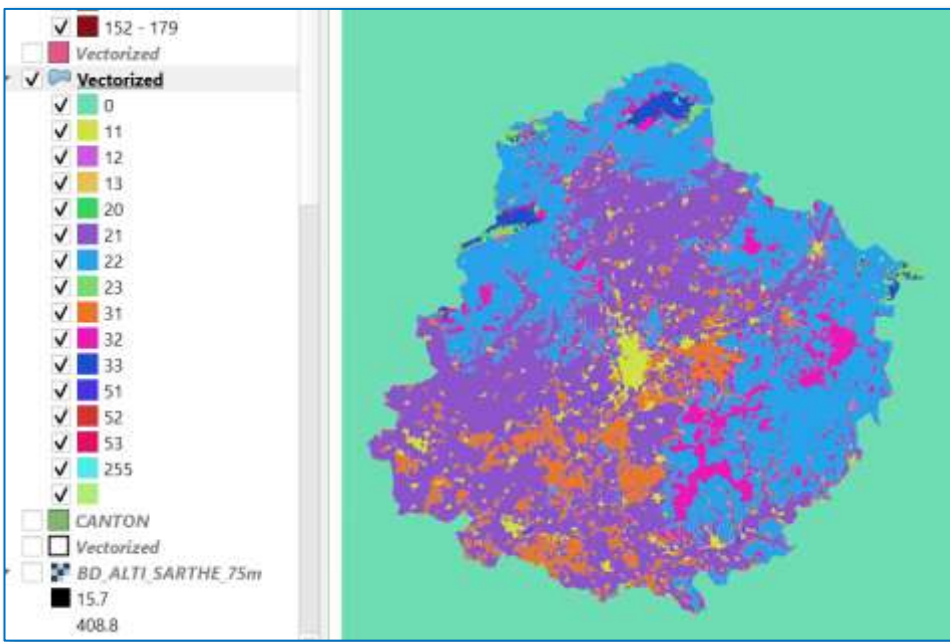 152 - 179
Vectorized
Vectorized
0
11
12
13
20
21
22
23
31
32
33
51
52
53
255
CANTON
Vectorized
BD_ALTI_SARTHE_75m
15.7
408.8